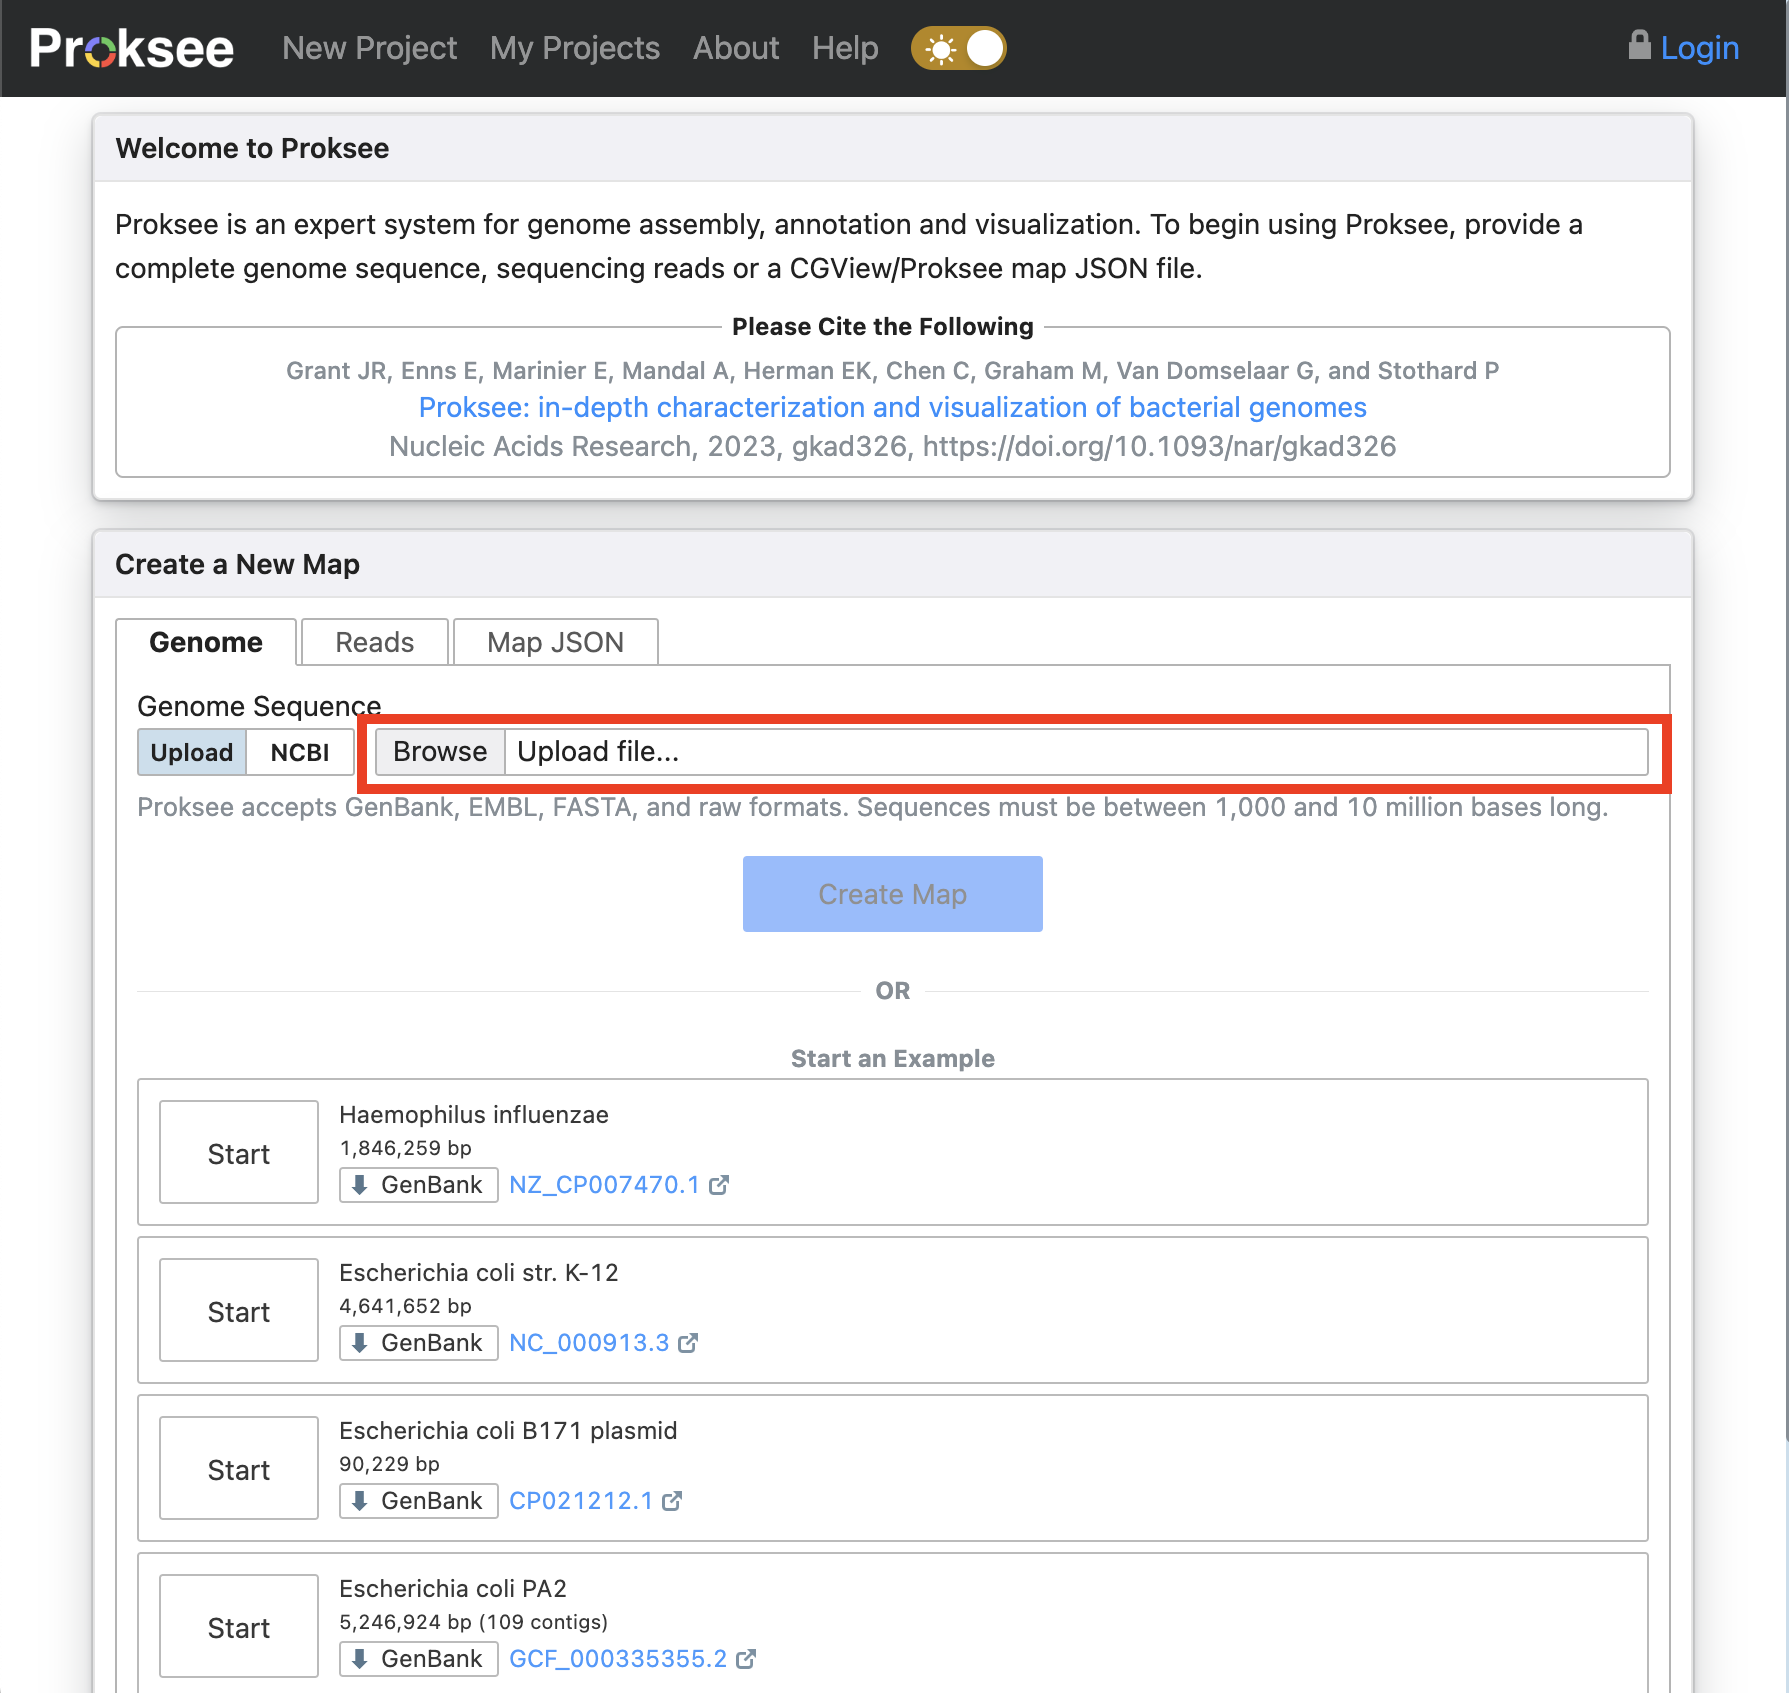 Proksee New Project My Projects About Help Login
Welcome to Proksee
Proksee is an expert system for genome assembly, annotation and visualization. To begin using Proksee, provide a
complete genome sequence, sequencing reads or a CGView/Proksee map JSON file.
Please Cite the Following
Grant JR, Enns E, Marinier E, Mandal A, Herman EK, Chen C, Graham M, Van Domselaar G, and Stothard P
Proksee: in-depth characterization and visualization of bacterial genomes
Nucleic Acids Research, 2023, gkad326, https://doi.org/10.1093/nar/gkad326
Create a New Map
Genome Reads Map JSON
Genome Sequence
Upload NCBI Browse Upload file...
Proksee accepts GenBank, EMBL, FASTA, and raw formats. Sequences must be between 1,000 and 10 million bases long.
Create Map
OR
Start an Example
Start
Haemophilus influenzae
1,846,259 bp
GenBank NZ_CP007470.1
Start
Escherichia coli str. K-12
4,641,652 bp
GenBank NC_000913.3
Start
Escherichia coli B171 plasmid
90,229 bp
GenBank CP021212.1
Start
Escherichia coli PA2
5,246,924 bp (109 contigs)
GenBank GCF_000335355.2